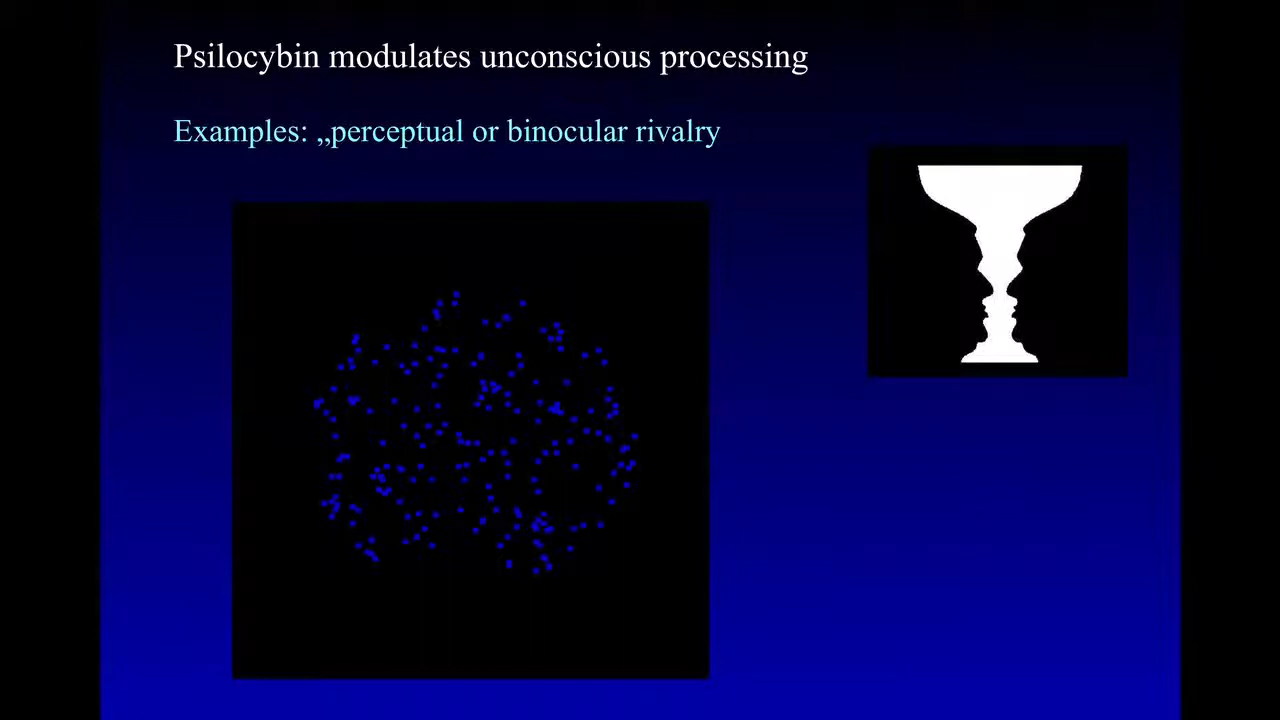 Psilocybin modulates unconscious processing
Examples: „perceptual or binocular rivalry